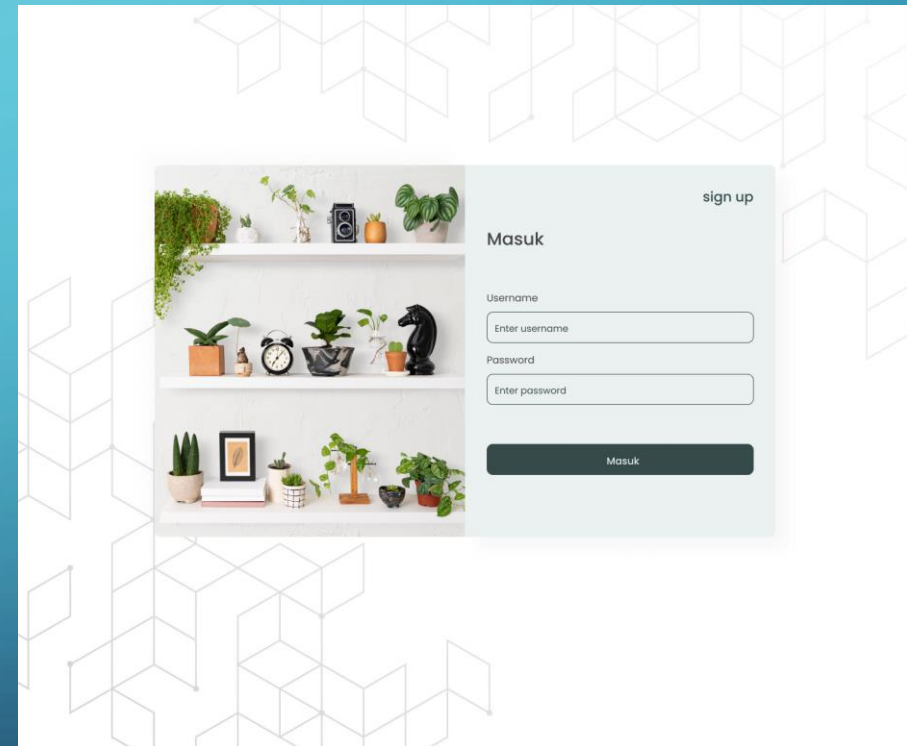 sign up
Masuk
Username
Enter username
Password
Enter password
Masuk